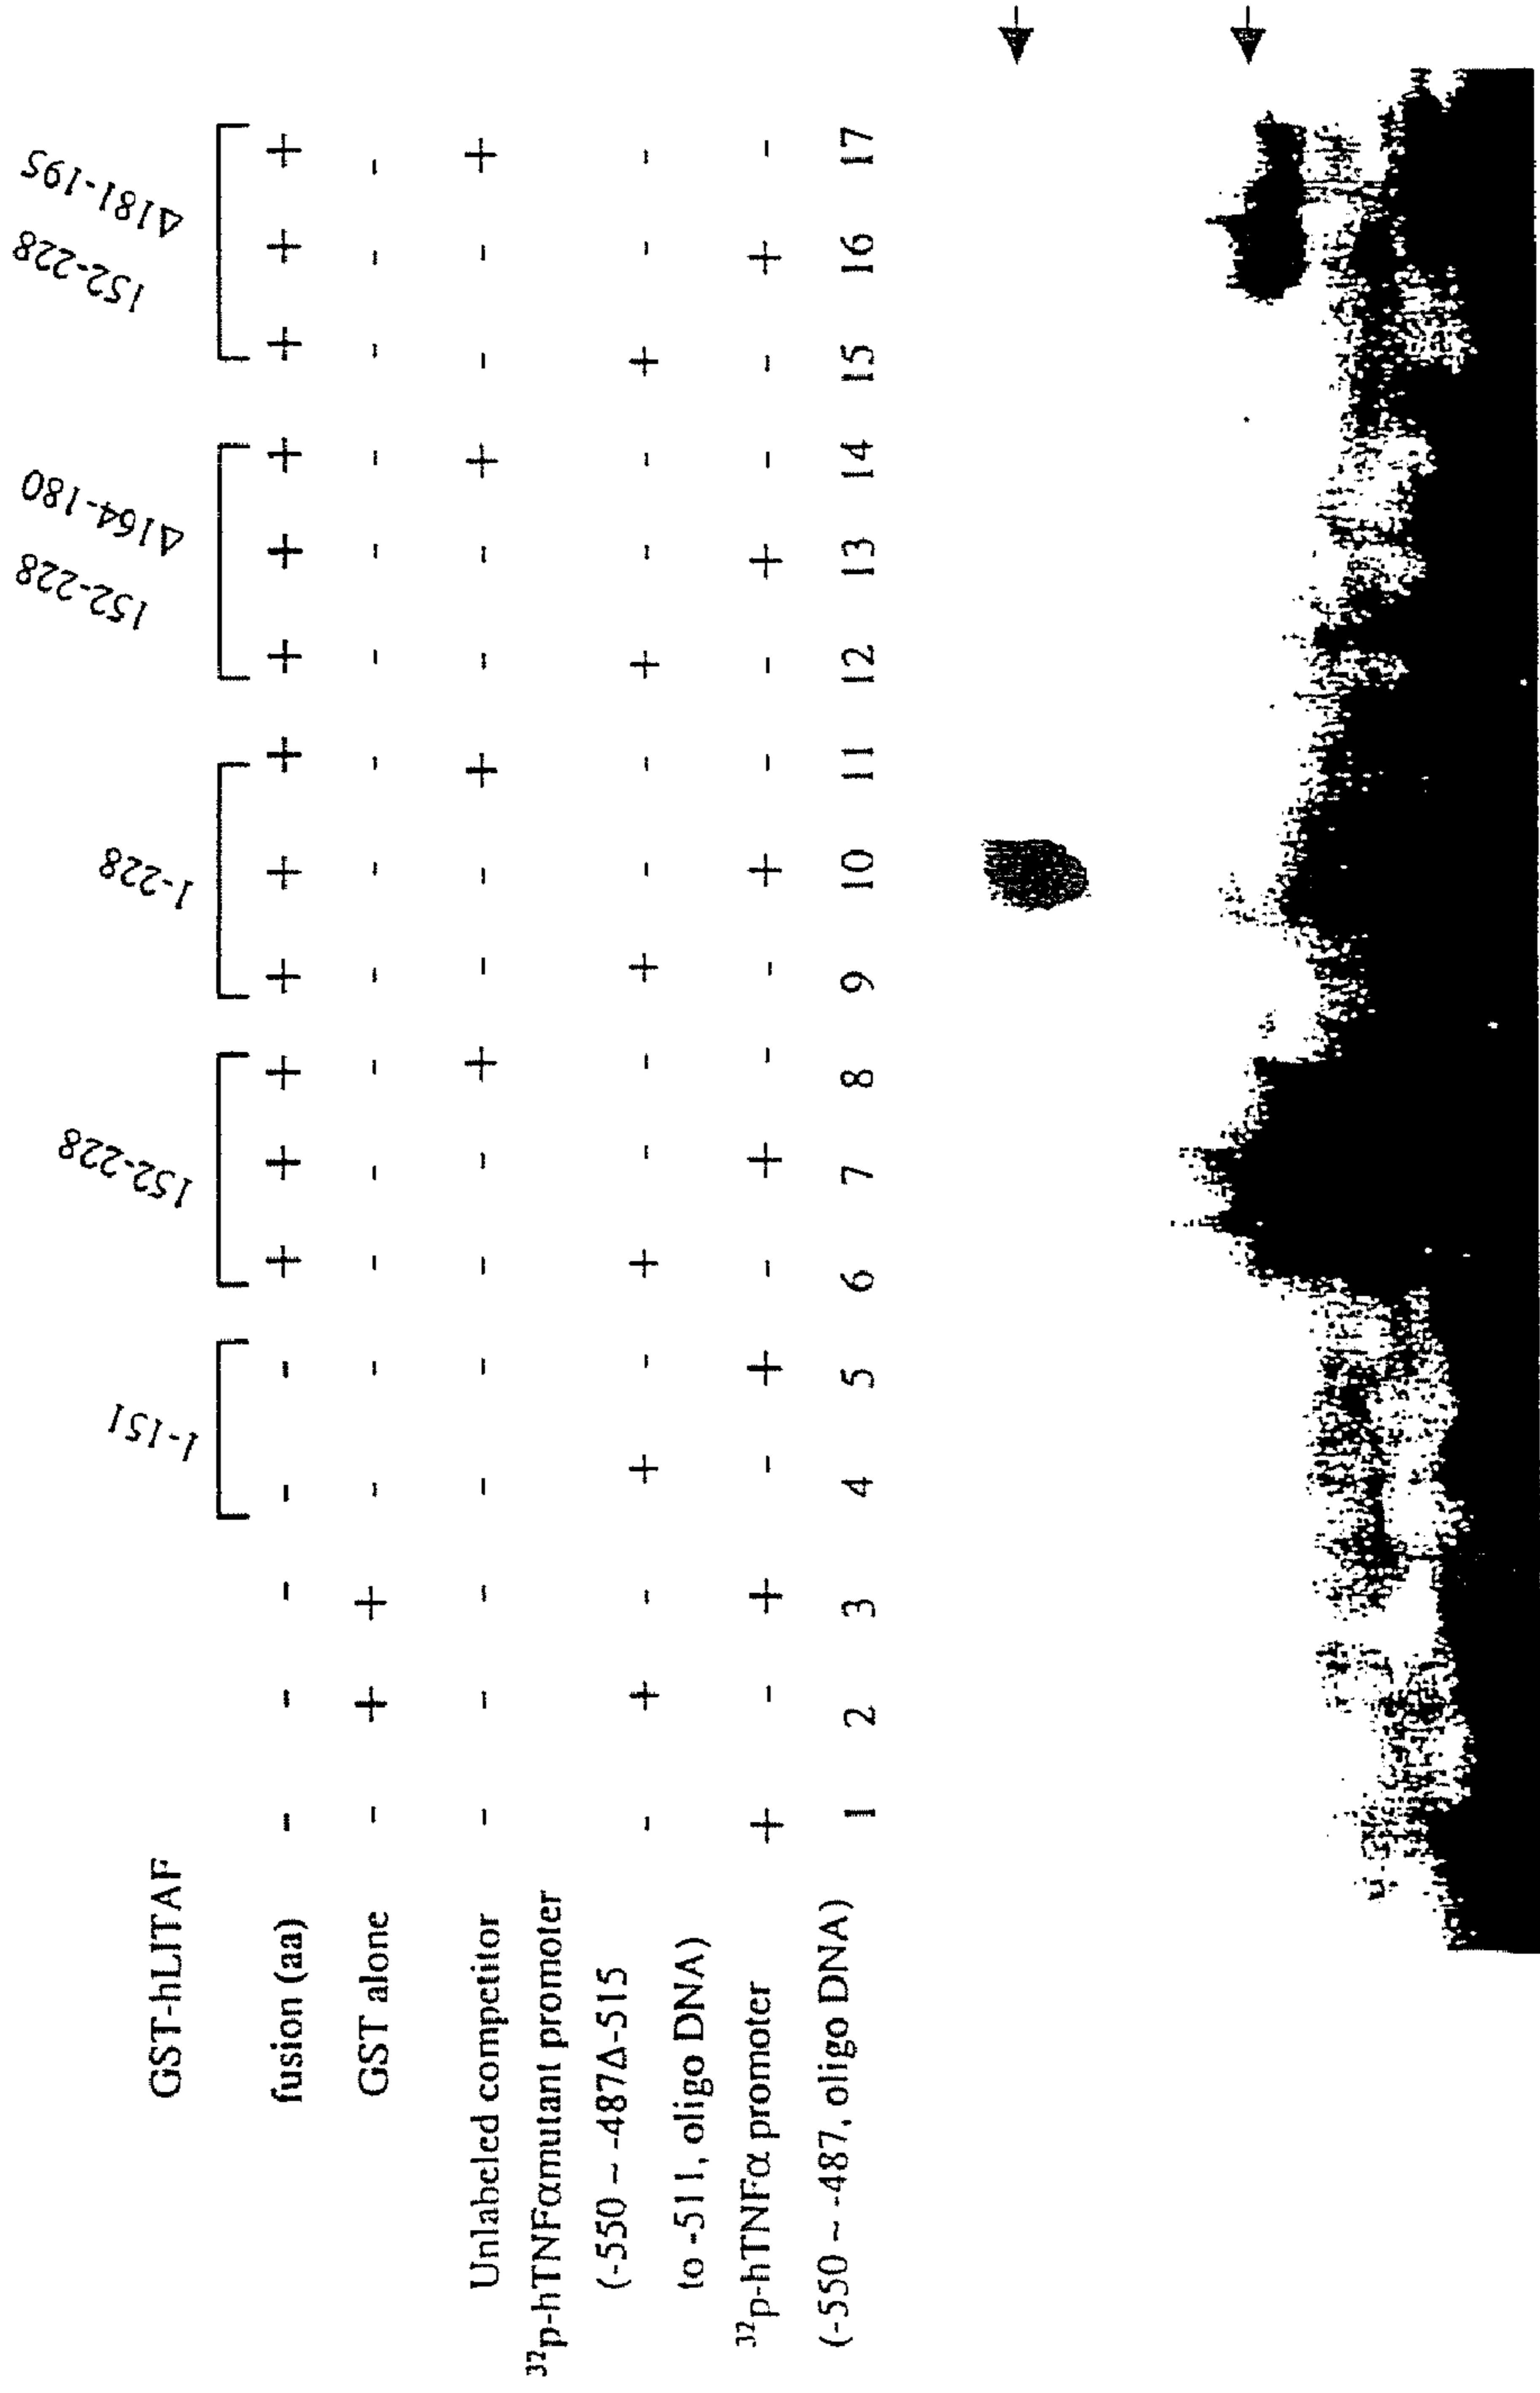 1-151 152-228 1-228 152-228 152-228
Δ164-180 Δ181-195
GST-hLITAF
fusion (aa) - - - - - + + + + + + + + + + + +
GST alone - + + - - - - - - - - - - - - - -
Unlabeled competitor - - - - - - - + - - + - - + - - +
³²p-hTNFαmutant promoter
(-550 ~ -487Δ-515 - + - + - + - - + - - + - - + - -
to -511, oligo DNA)
³²p-hTNFα promoter + - + - + - + - - + - - + - - + -
(-550 ~ -487, oligo DNA)
1 2 3 4 5 6 7 8 9 10 11 12 13 14 15 16 17